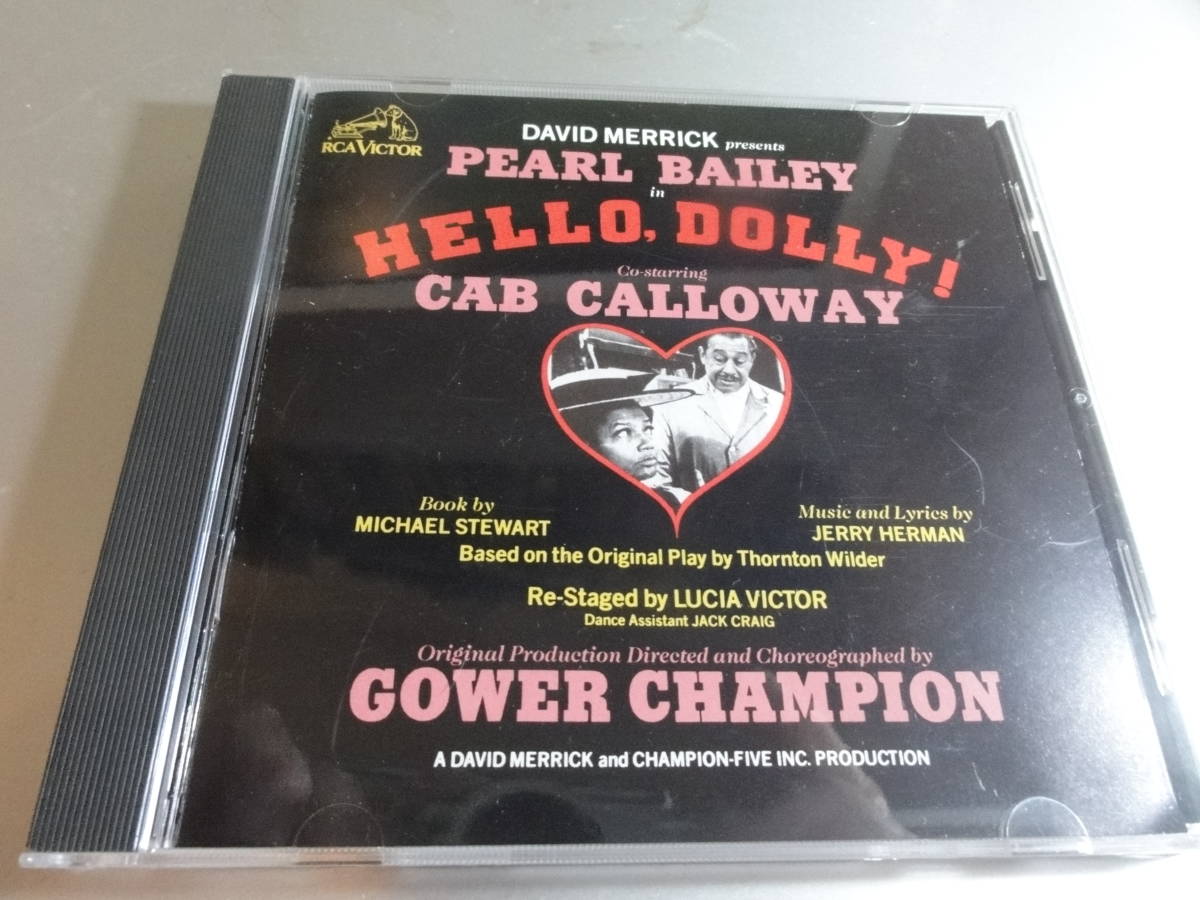 RCA VICTOR
DAVID MERRICK presents
PEARL BAILEY
in
HELLO, DOLLY!
Co-starring
CAB CALLOWAY
Book by
MICHAEL STEWART
Music and Lyrics by
JERRY HERMAN
Based on the Original Play by Thornton Wilder
Re-Staged by LUCIA VICTOR
Dance Assistant JACK CRAIG
Original Production Directed and Choreographed by
GOWER CHAMPION
A DAVID MERRICK and CHAMPION-FIVE INC. PRODUCTION